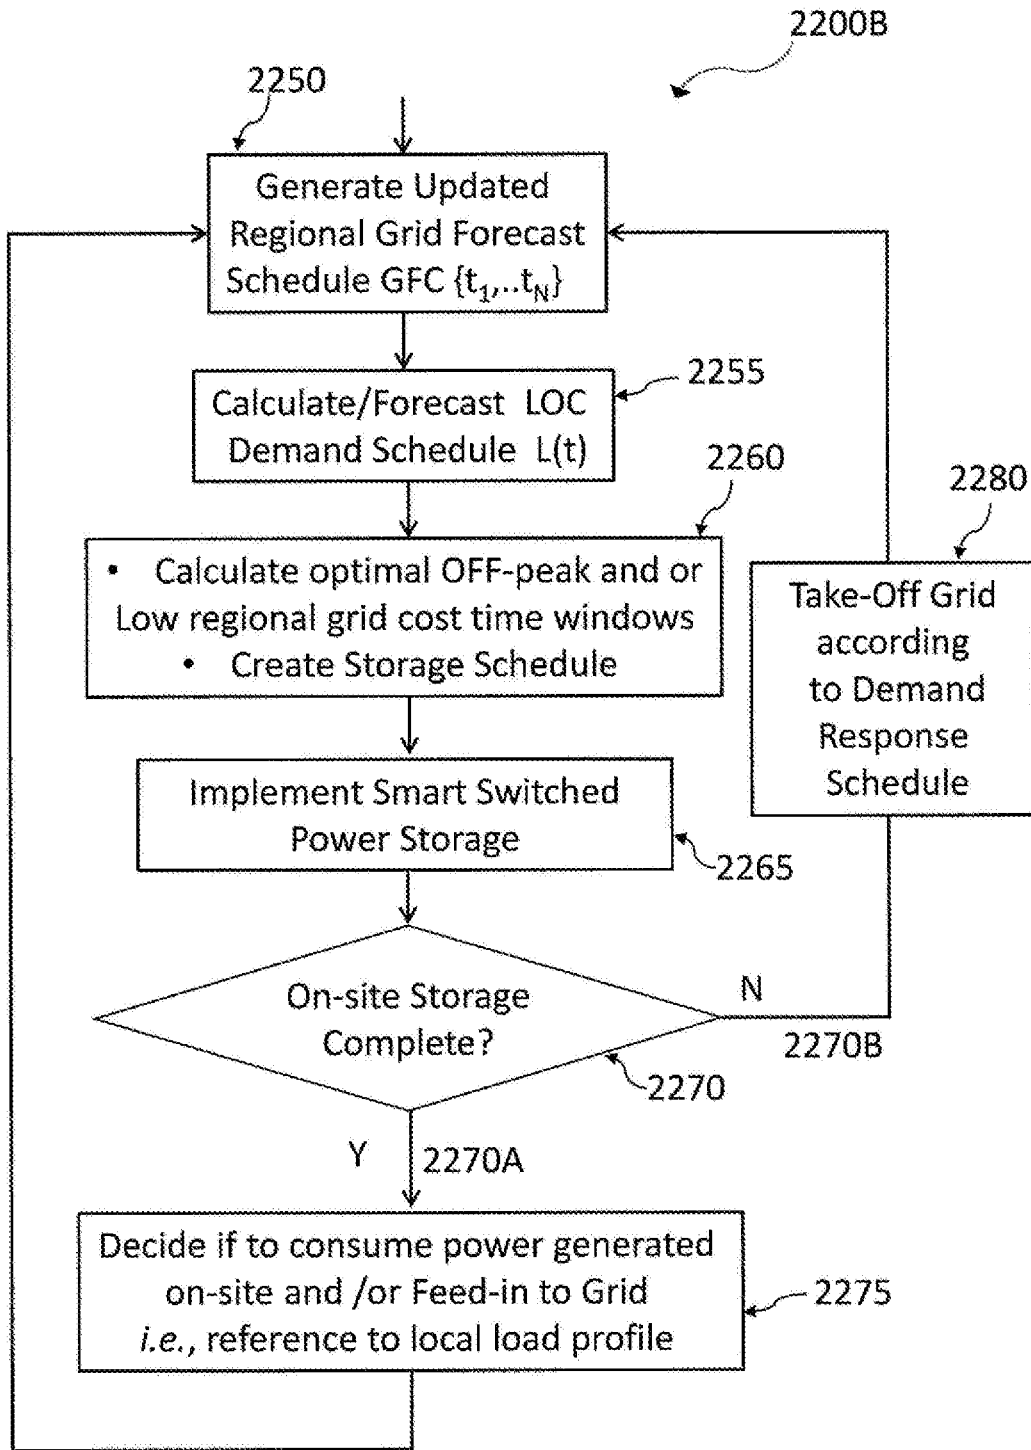 2200B
2250
Generate Updated
Regional Grid Forecast
Schedule GFC {t₁,..t_N}
2255
Calculate/Forecast LOC
Demand Schedule L(t)
2260
• Calculate optimal OFF-peak and or
Low regional grid cost time windows
• Create Storage Schedule
2280
Take-Off Grid
according
to Demand
Response
Schedule
Implement Smart Switched
Power Storage
2265
On-site Storage
Complete?
N
2270B
2270
Y
2270A
Decide if to consume power generated
on-site and /or Feed-in to Grid
i.e., reference to local load profile
2275